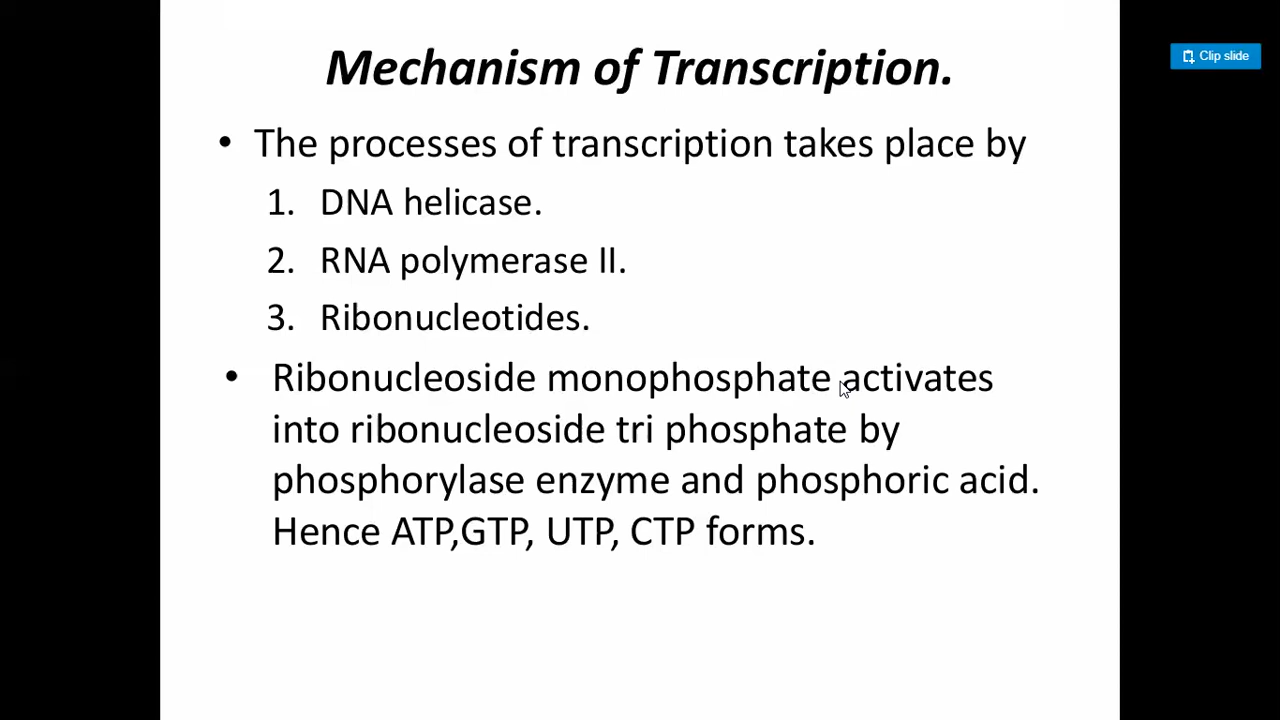 Mechanism of Transcription.
Clip slide
• The processes of transcription takes place by
1. DNA helicase.
2. RNA polymerase II.
3. Ribonucleotides.
• Ribonucleoside monophosphate activates
into ribonucleoside tri phosphate by
phosphorylase enzyme and phosphoric acid.
Hence ATP,GTP, UTP, CTP forms.